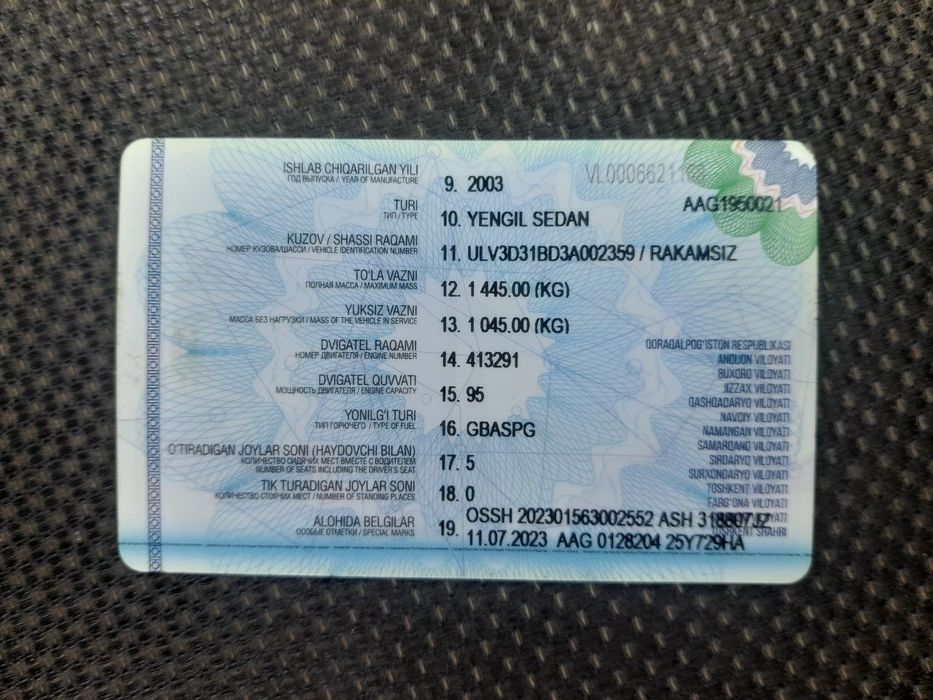 ISHLAB CHIQARILGAN YILI
ГОД ВЫПУСКА / YEAR OF MANUFACTURE
9. 2003
AAG1950021
TURI
ТИП / TYPE
10. YENGIL SEDAN
KUZOV / SHASSI RAQAMI
НОМЕР КУЗОВА/ШАССИ / VEHICLE IDENTIFICATION NUMBER
11. ULV3D31BD3A002359 / RAKAMSIZ
TO'LA VAZNI
ПОЛНАЯ МАССА / MAXIMUM MASS
12. 1 445.00 (KG)
YUKSIZ VAZNI
МАССА БЕЗ НАГРУЗКИ / MASS OF THE VEHICLE IN SERVICE
13. 1 045.00 (KG)
DVIGATEL RAQAMI
НОМЕР ДВИГАТЕЛЯ / ENGINE NUMBER
14. 413291
DVIGATEL QUVVATI
МОЩНОСТЬ ДВИГАТЕЛЯ / ENGINE CAPACITY
15. 95
YONILG'I TURI
ТИП ГОРЮЧЕГО / TYPE OF FUEL
16. GBASPG
O'TIRADIGAN JOYLAR SONI (HAYDOVCHI BILAN)
КОЛИЧЕСТВО СИДЯЧИХ МЕСТ ВМЕСТЕ С ВОДИТЕЛЕМ
NUMBER OF SEATS INCLUDING THE DRIVER'S SEAT
17. 5
TIK TURADIGAN JOYLAR SONI
КОЛИЧЕСТВО СТОЯЧИХ МЕСТ / NUMBER OF STANDING PLACES
18. 0
ALOHIDA BELGILAR
ОСОБЫЕ ОТМЕТКИ / SPECIAL MARKS
19. OSSH 202301563002552 ASH
11.07.2023 AAG 0128204 25Y729HA
QORAQALPOG'ISTON RESPUBLIKASI
ANDIJON VILOYATI
BUXORO VILOYATI
JIZZAX VILOYATI
QASHQADARYO VILOYATI
NAVOIY VILOYATI
NAMANGAN VILOYATI
SAMARQAND VILOYATI
SIRDARYO VILOYATI
SURXONDARYO VILOYATI
TOSHKENT VILOYATI
FARG'ONA VILOYATI
VILOYATI
TOSHKENT SHAHRI